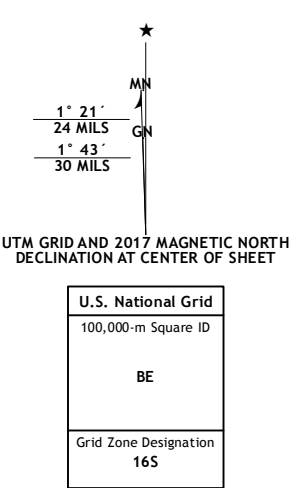 ★
MN
1° 21´
24 MILS
GN
1° 43´
30 MILS
UTM GRID AND 2017 MAGNETIC NORTH
DECLINATION AT CENTER OF SHEET
U.S. National Grid
100,000-m Square ID
BE
Grid Zone Designation
16S